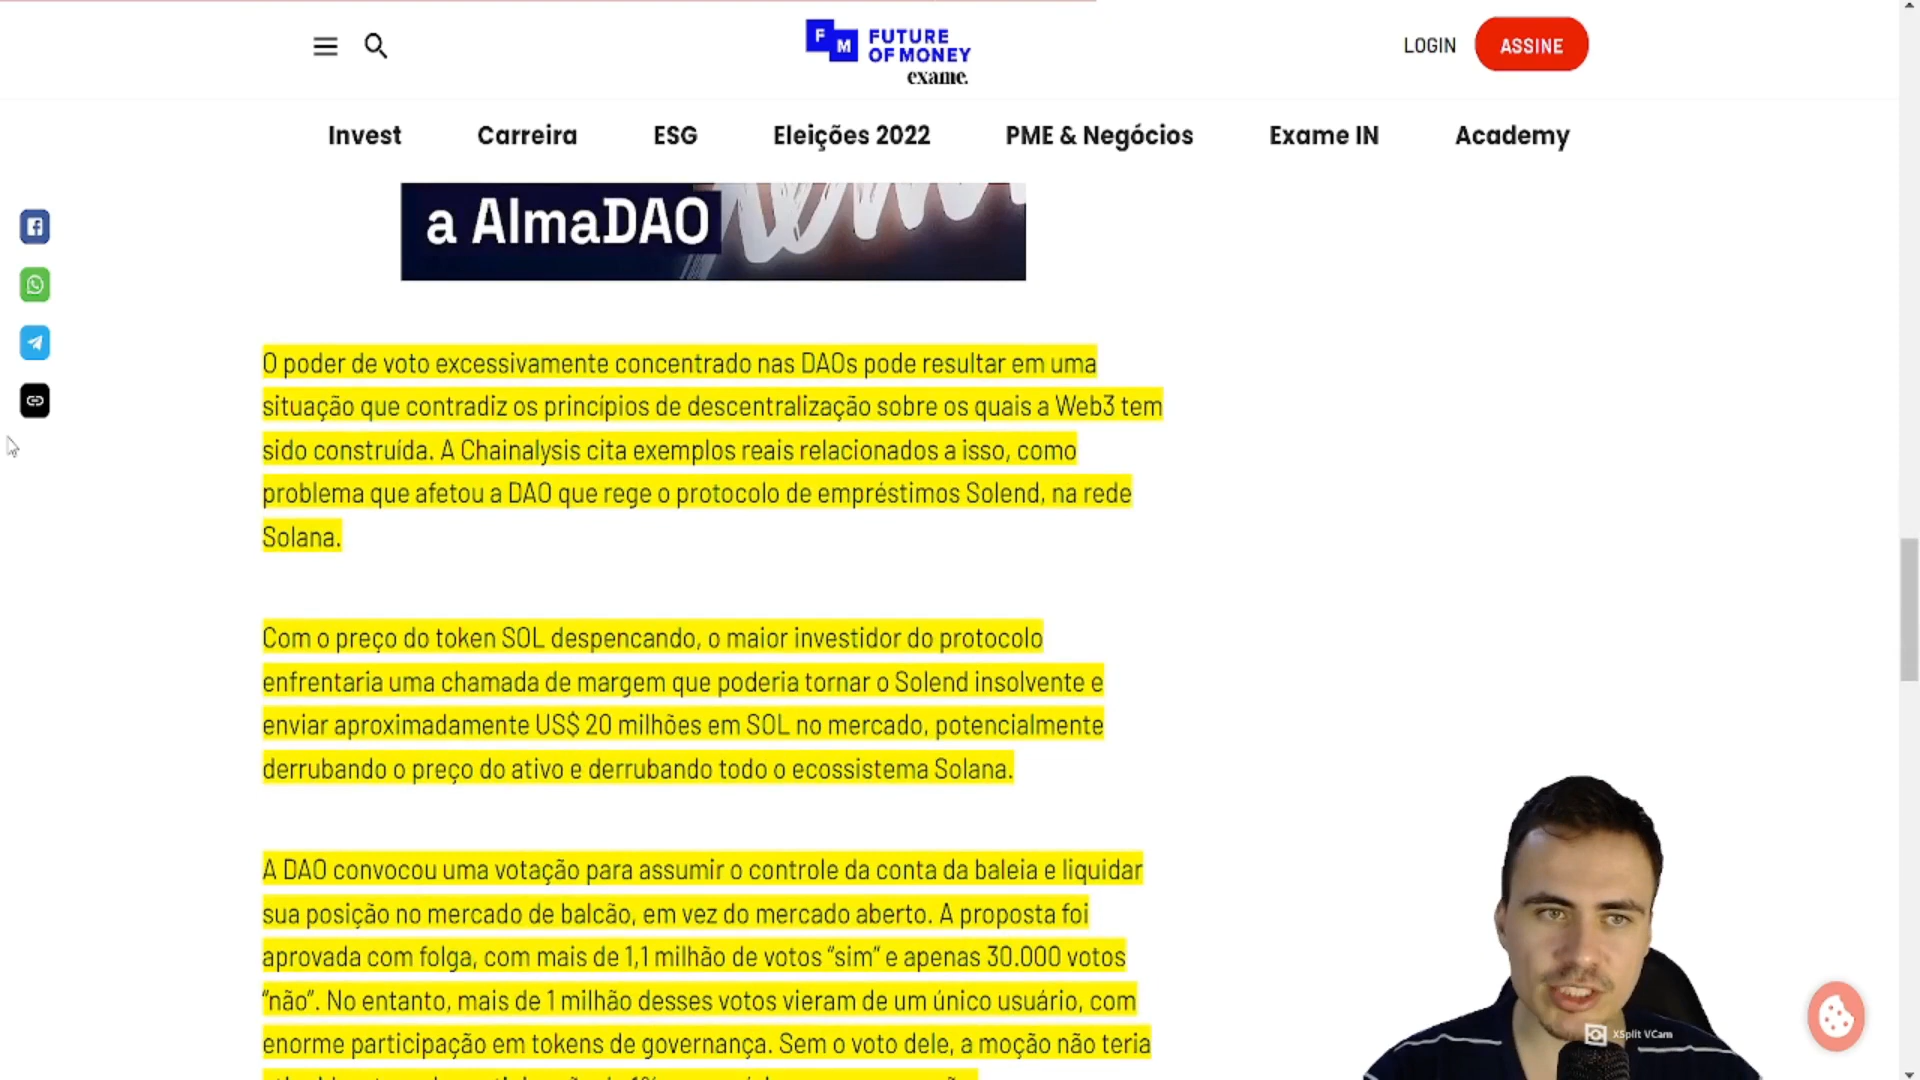 F M FUTURE
OF MONEY
exame.
LOGIN
ASSINE
Invest Carreira ESG Eleições 2022 PME & Negócios Exame IN Academy
a AlmaDAO
O poder de voto excessivamente concentrado nas DAOs pode resultar em uma
situação que contradiz os princípios de descentralização sobre os quais a Web3 tem
sido construída. A Chainalysis cita exemplos reais relacionados a isso, como
problema que afetou a DAO que rege o protocolo de empréstimos Solend, na rede
Solana.
Com o preço do token SOL despencando, o maior investidor do protocolo
enfrentaria uma chamada de margem que poderia tornar o Solend insolvente e
enviar aproximadamente US$ 20 milhões em SOL no mercado, potencialmente
derrubando o preço do ativo e derrubando todo o ecossistema Solana.
A DAO convocou uma votação para assumir o controle da conta da baleia e liquidar
sua posição no mercado de balcão, em vez do mercado aberto. A proposta foi
aprovada com folga, com mais de 1,1 milhão de votos “sim” e apenas 30.000 votos
“não”. No entanto, mais de 1 milhão desses votos vieram de um único usuário, com
enorme participação em tokens de governança. Sem o voto dele, a moção não teria
XSplit VCam